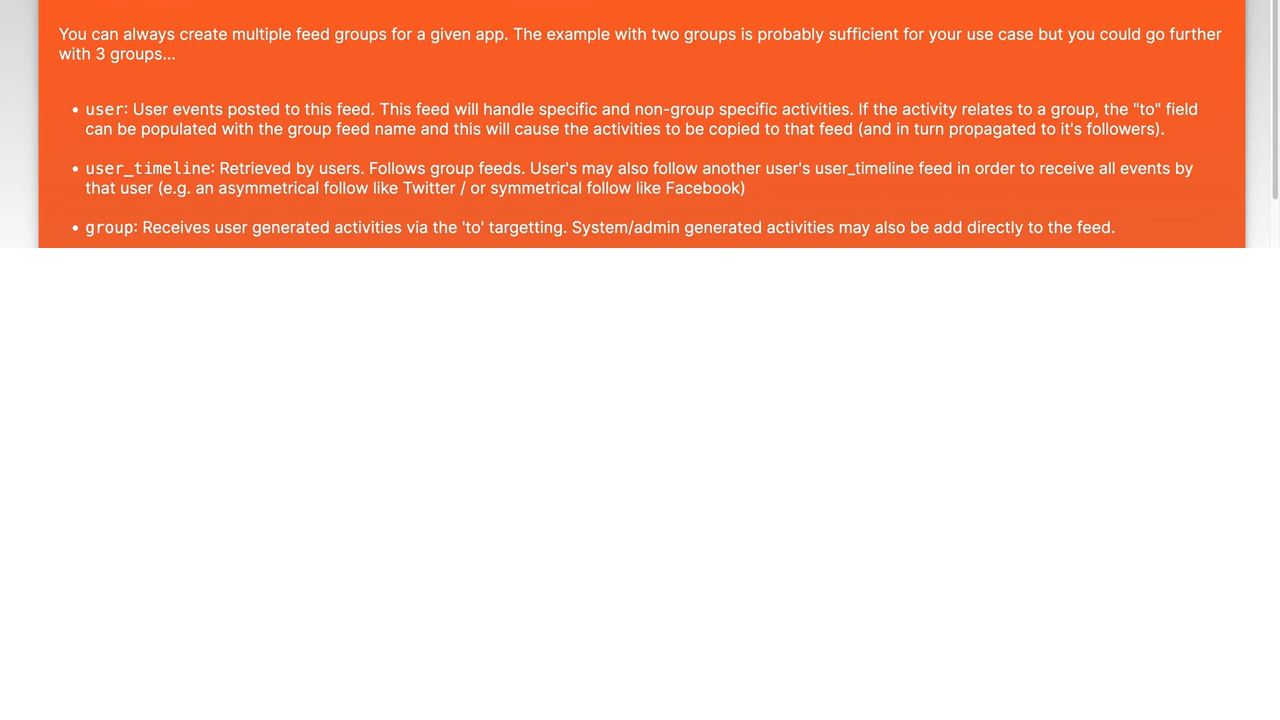 You can always create multiple feed groups for a given app. The example with two groups is probably sufficient for your use case but you could go further
with 3 groups...
• user: User events posted to this feed. This feed will handle specific and non-group specific activities. If the activity relates to a group, the "to" field
can be populated with the group feed name and this will cause the activities to be copied to that feed (and in turn propagated to it's followers).
• user_timeline: Retrieved by users. Follows group feeds. User's may also follow another user's user_timeline feed in order to receive all events by
that user (e.g. an asymmetrical follow like Twitter / or symmetrical follow like Facebook)
• group: Receives user generated activities via the 'to' targetting. System/admin generated activities may also be add directly to the feed.